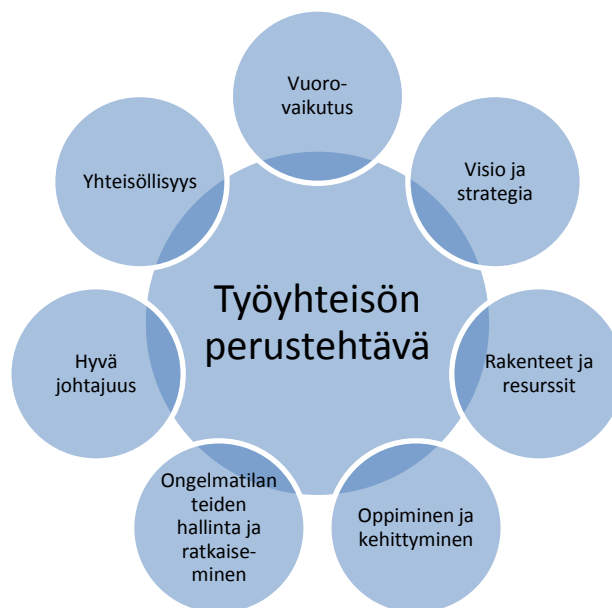 Vuoro-
vaikutus
Visio ja
strategia
Yhteisöllisyys
Työyhteisön
perustehtävä
Hyvä
johtajuus
Rakenteet ja
resurssit
Ongelmatilan
teiden
hallinta ja
ratkaise-
minen
Oppiminen ja
kehittyminen